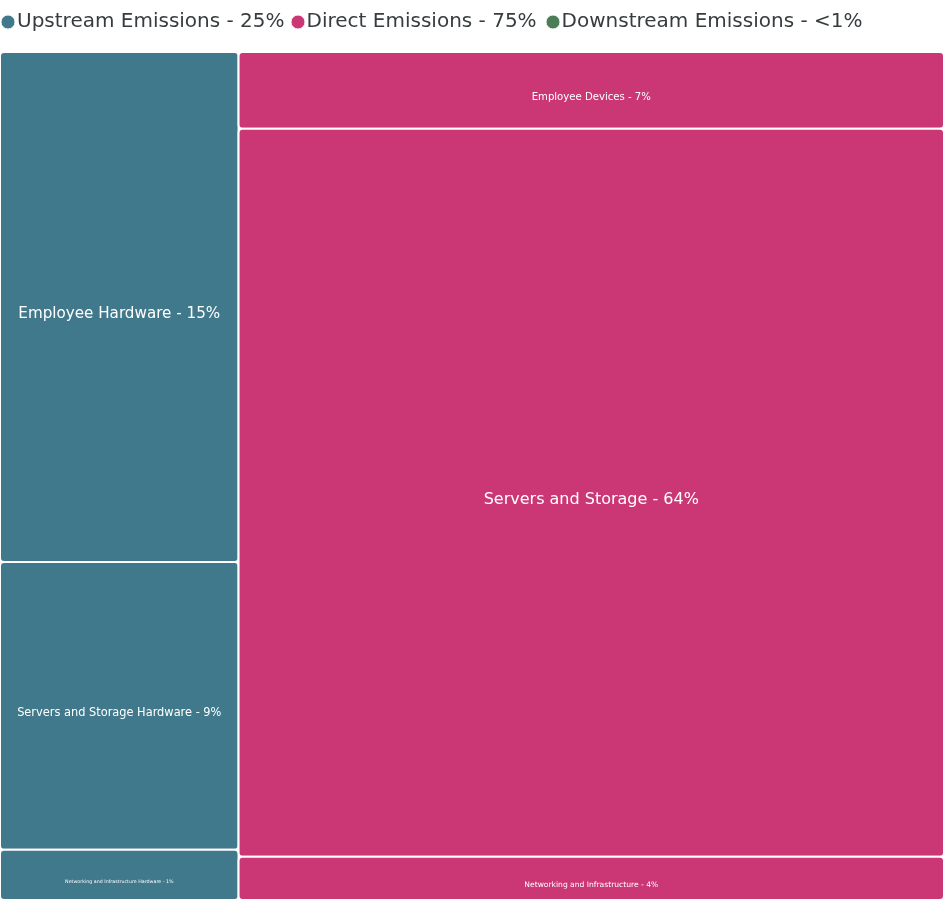 Upstream Emissions - 25% Direct Emissions - 75% Downstream Emissions - <1%
Employee Devices - 7%
Employee Hardware - 15%
Servers and Storage - 64%
Servers and Storage Hardware - 9%
Networking and Infrastructure Hardware - 1%
Networking and Infrastructure - 4%